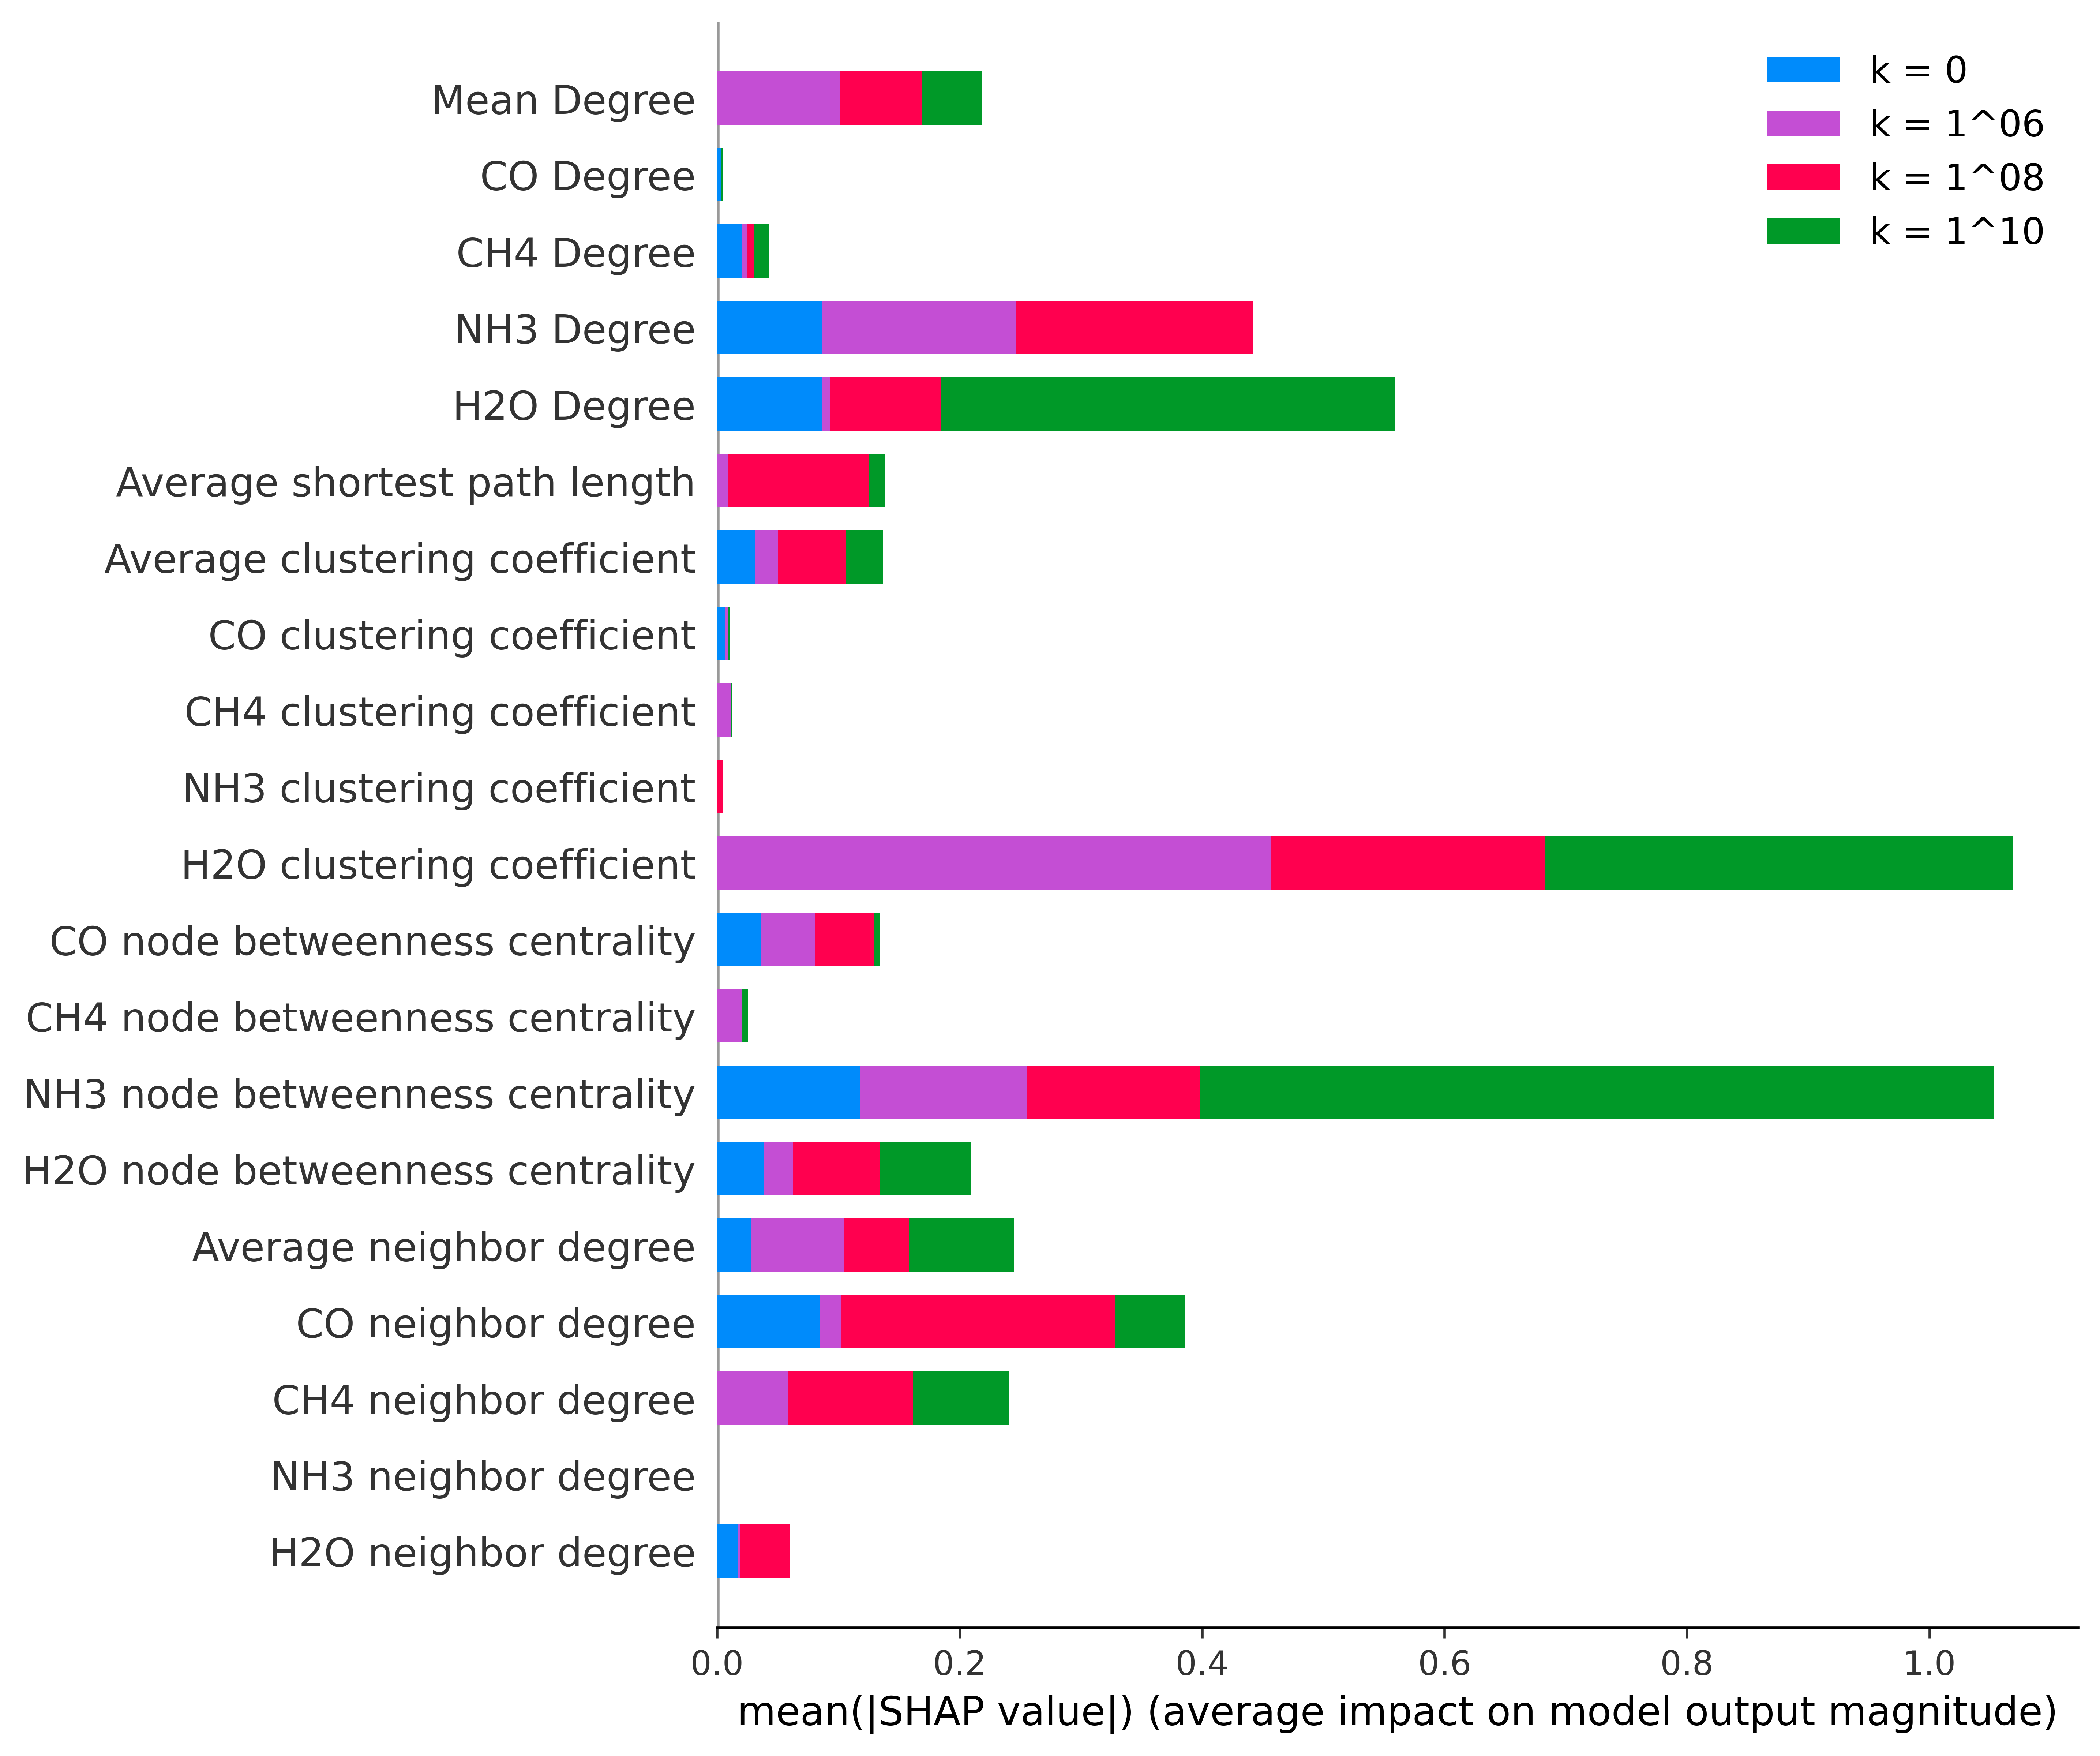 k = 0
k = 1^06
k = 1^08
k = 1^10
Mean Degree
CO Degree
CH4 Degree
NH3 Degree
H2O Degree
Average shortest path length
Average clustering coefficient
CO clustering coefficient
CH4 clustering coefficient
NH3 clustering coefficient
H2O clustering coefficient
CO node betweenness centrality
CH4 node betweenness centrality
NH3 node betweenness centrality
H2O node betweenness centrality
Average neighbor degree
CO neighbor degree
CH4 neighbor degree
NH3 neighbor degree
H2O neighbor degree
0.0 0.2 0.4 0.6 0.8 1.0
mean(|SHAP value|) (average impact on model output magnitude)